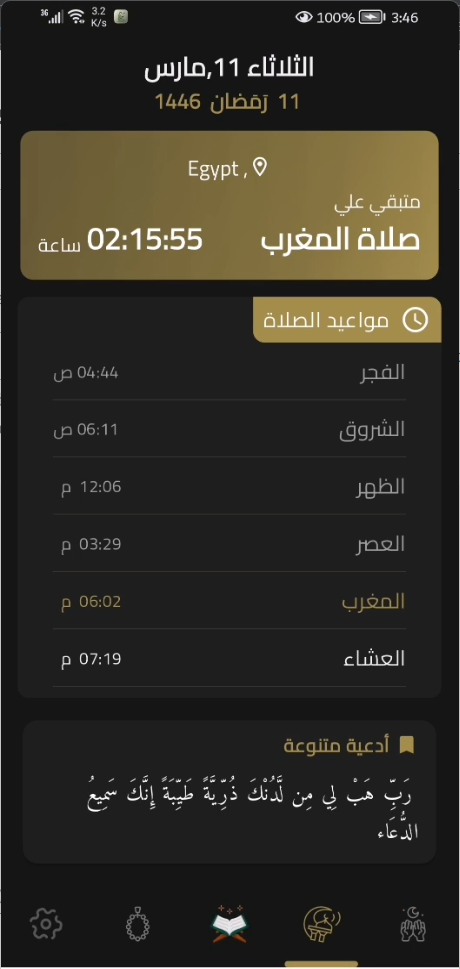 3G 3.2 K/s 100% 3:46
الثلاثاء 11,مارس
11 رَمَضان 1446
Egypt ,
متبقي علي
صلاة المغرب 02:15:55 ساعة
مواعيد الصلاة
الفجر 04:44 ص
الشروق 06:11 ص
الظهر 12:06 م
العصر 03:29 م
المغرب 06:02 م
العشاء 07:19 م
أدعية متنوعة
رَبِّ هَبْ لِي مِن لَّدُنْكَ ذُرِّيَّةً طَيِّبَةً إِنَّكَ سَمِيعُ
الدُّعَاء